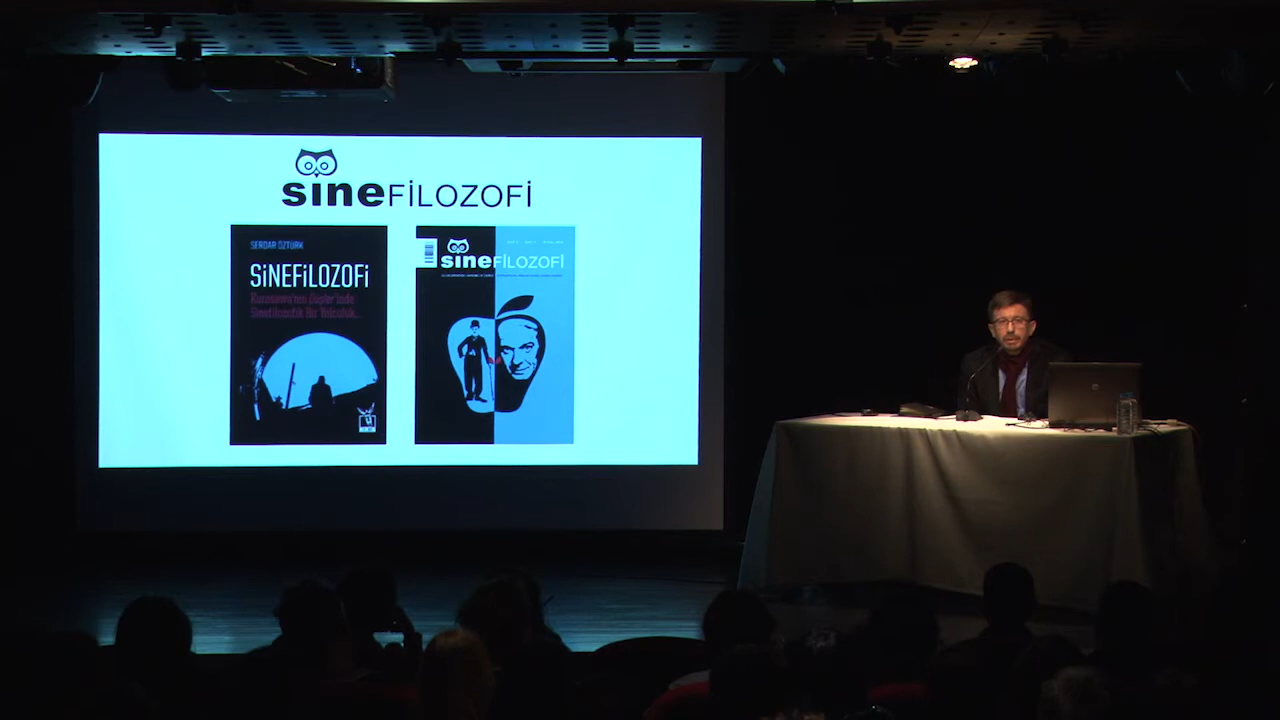 sineFİLOZOFİ
SERDAR ÖZTÜRK
SİNEFİLOZOFİ
Kurosawa'nın Düşler'inde
Sinefilozofik Bir Yolculuk...
sineFİLOZOFİ